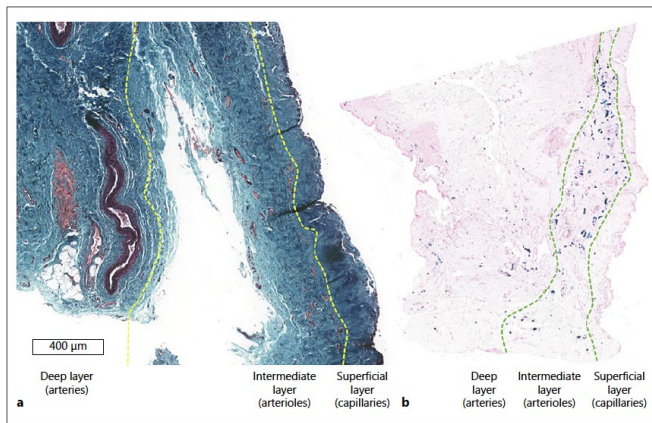 400 μm
Deep layer
(arteries)
Intermediate
layer
(arterioles)
Superficial
layer
(capillaries)
a
Deep
layer
(arteries)
Intermediate
layer
(arterioles)
Superficial
layer
(capillaries)
b